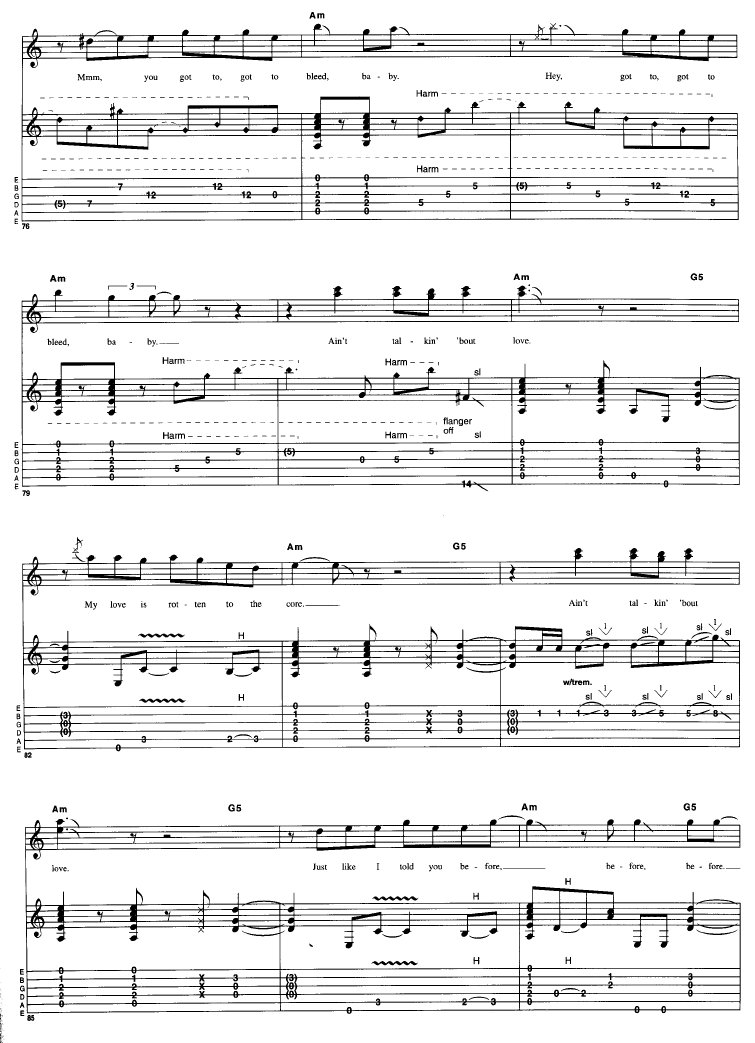 Am
Mmm, you got to, got to bleed, ba - by. Hey, got to, got to
Harm
Harm
E
B
G
D
A
E
(5) 7 7 12 12 12 0
0 0
1 1
2 2
2 2
0 0
5 5 5 (5) 5 5 5 12 12 5
76
Am Am G5
3
bleed, ba - by. Ain't tal - kin' 'bout love.
Harm Harm sl
flanger off
Harm Harm sl
E
B
G
D
A
E
0 0 0 0
1 1 1 1 3
2 2 2 2 0
2 2 2 2 0
0 0 0
5 5 5 (5) 0 5 5 14 0
79
Am G5
My love is rot - ten to the core. Ain't tal - kin' 'bout
H sl 1 sl 1 sl 1 sl
w/trem.
H sl 1 sl 1 sl 1 sl
E
B
G
D
A
E
0 0
(3) 1 1 X 3 (3) 1 1 1 3 3 5 5 8
(0) 2 2 X 0 (0)
(0) 2 2 X 0 (0)
3 2 3 0 0
0
82
Am G5 Am G5
love. Just like I told you be - fore, be - fore, be - fore.
H H
H H
E
B
G
D
A
E
0 0 0
1 1 X 3 (3) 1 1 3
2 2 X 0 (0) 2 2 0
2 2 X 0 (0) 2 0 2 0
0 0 3 2 3 0
0 0 0
85